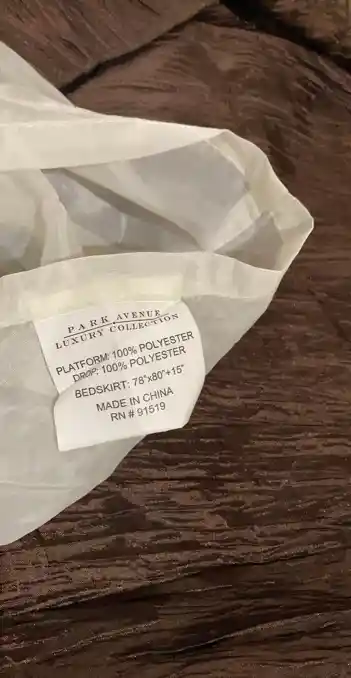 PARK AVENUE
LUXURY COLLECTION
PLATFORM: 100% POLYESTER
DROP: 100% POLYESTER
BEDSKIRT: 78"x80"+15"
MADE IN CHINA
RN # 91519